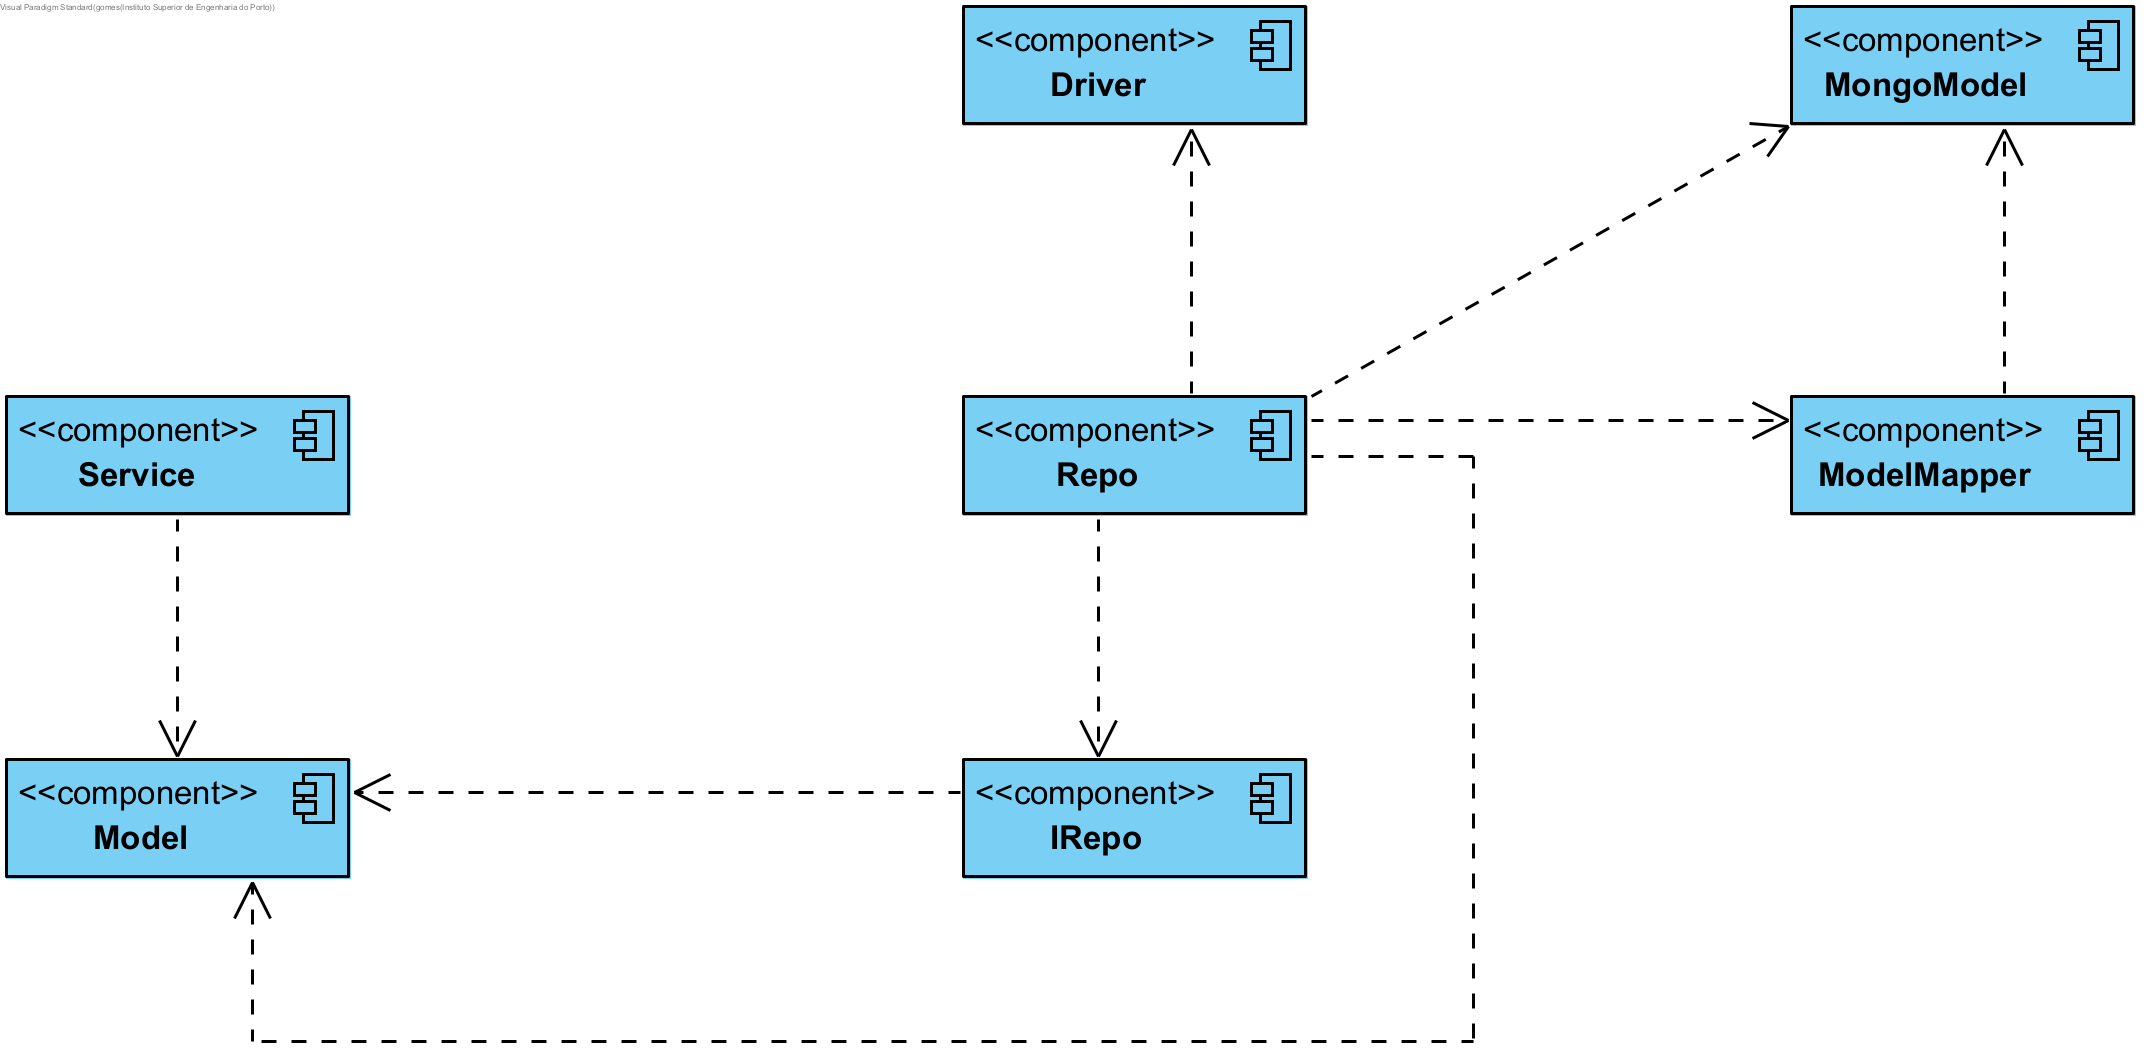 Visual Paradigm Standard(gomes(Instituto Superior de Engenharia do Porto))
<<component>>
Driver
<<component>>
MongoModel
<<component>>
Service
<<component>>
Repo
<<component>>
ModelMapper
<<component>>
Model
<<component>>
IRepo